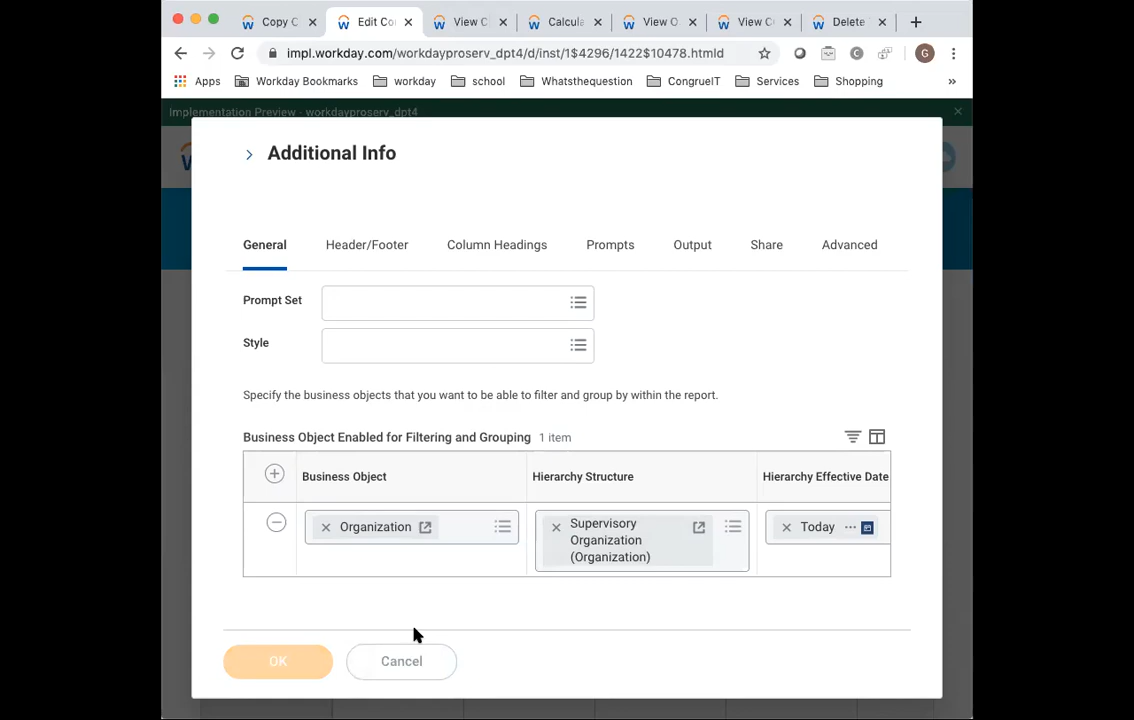 Copy C
Edit Co
View C
Calcula
View O
View Cu
Delete
impl.workday.com/workdayproserv_dpt4/d/inst/1$4296/1422$10478.htmld
G
Apps
Workday Bookmarks
workday
school
Whatsthequestion
CongrueIT
Services
Shopping
»
Implementation Preview - workdayproserv_dpt4
Additional Info
General
Header/Footer
Column Headings
Prompts
Output
Share
Advanced
Prompt Set
Style
Specify the business objects that you want to be able to filter and group by within the report.
Business Object Enabled for Filtering and Grouping 1 item
Business Object
Hierarchy Structure
Hierarchy Effective Date
Organization
Supervisory
Organization
(Organization)
Today
OK
Cancel